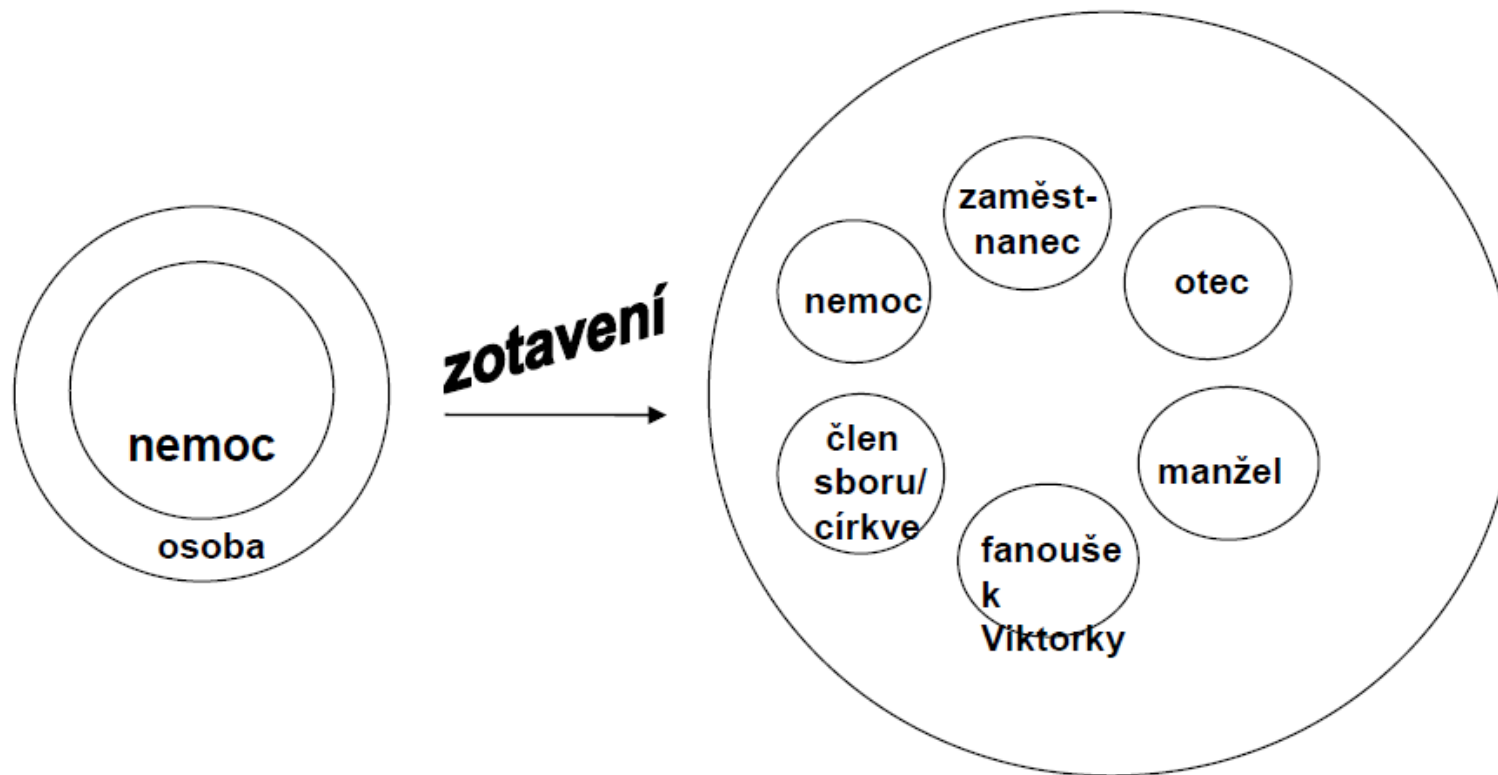 nemoc
osoba
zotavení
zaměst-
nanec
nemoc
otec
člen
sboru/
církve
manžel
fanouše
k
Viktorky